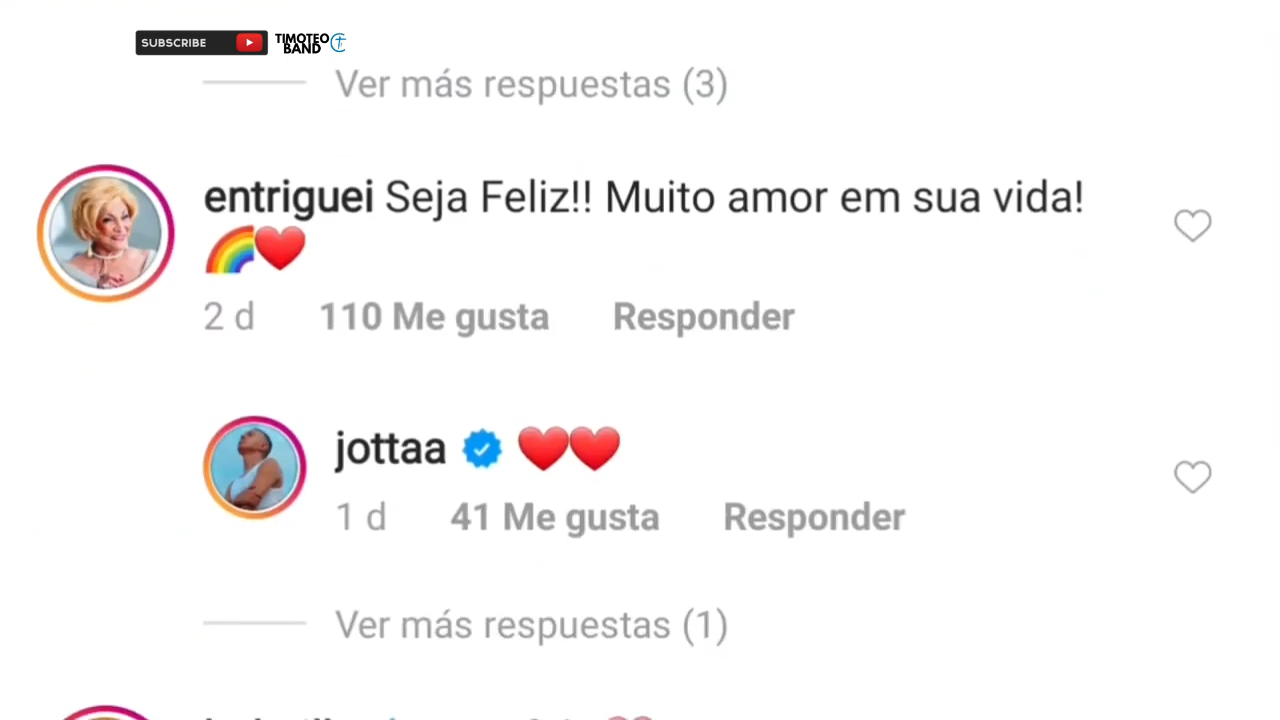 SUBSCRIBE
TIMOTEO
BAND
Ver más respuestas (3)
entriguei Seja Feliz!! Muito amor em sua vida!
🌈❤️
2 d 110 Me gusta Responder
jottaa ❤️❤️
1 d 41 Me gusta Responder
Ver más respuestas (1)